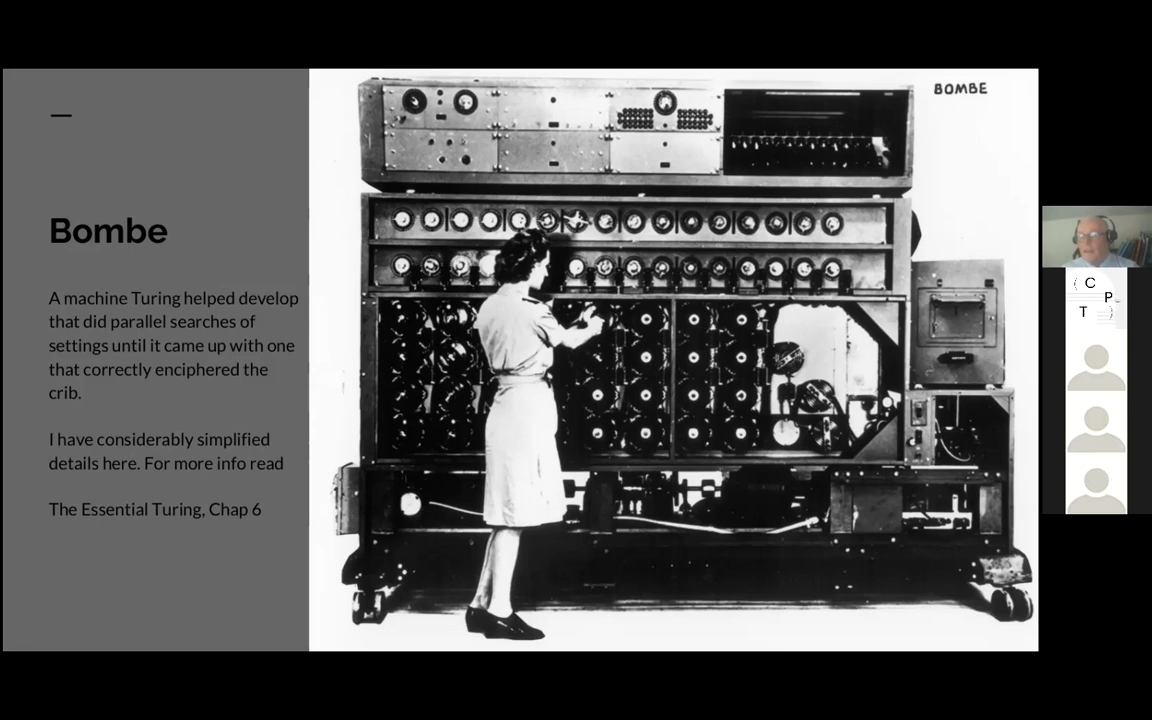 Bombe
A machine Turing helped develop
that did parallel searches of
settings until it came up with one
that correctly enciphered the
crib.
I have considerably simplified
details here. For more info read
The Essential Turing, Chap 6
BOMBE
C
P
T